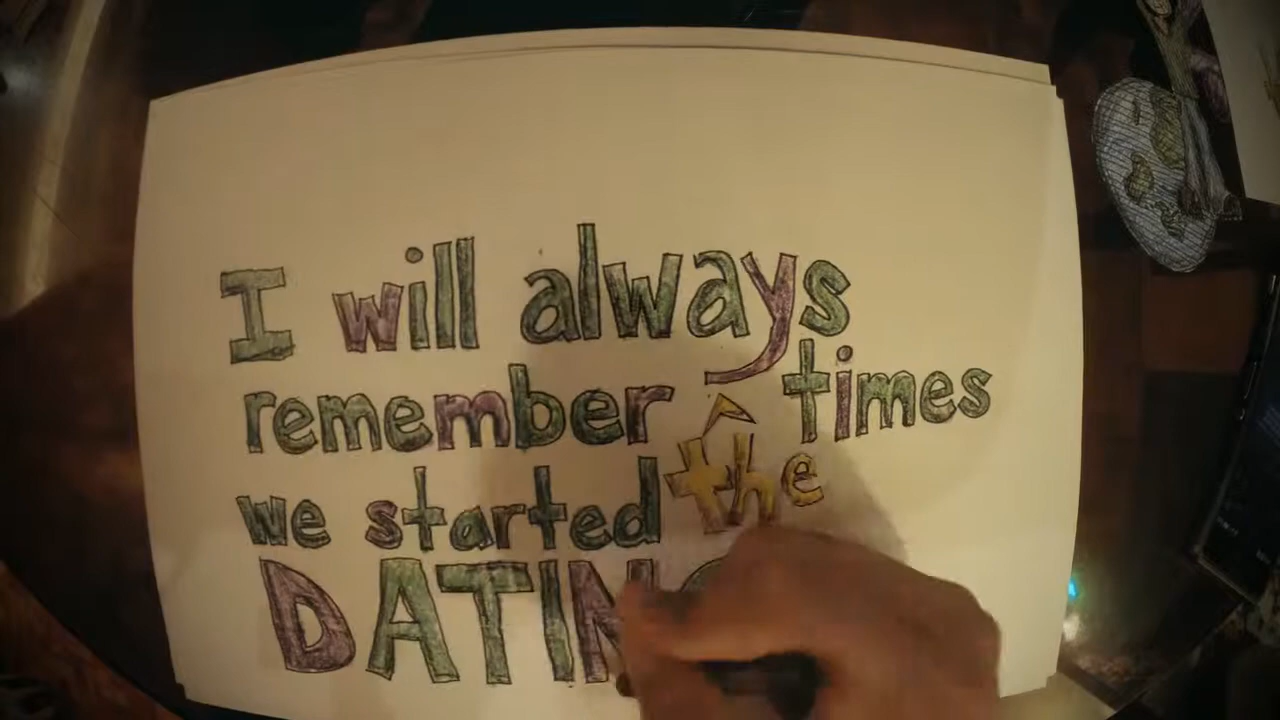 I will always
remember ^ times
the
we started
DATIN